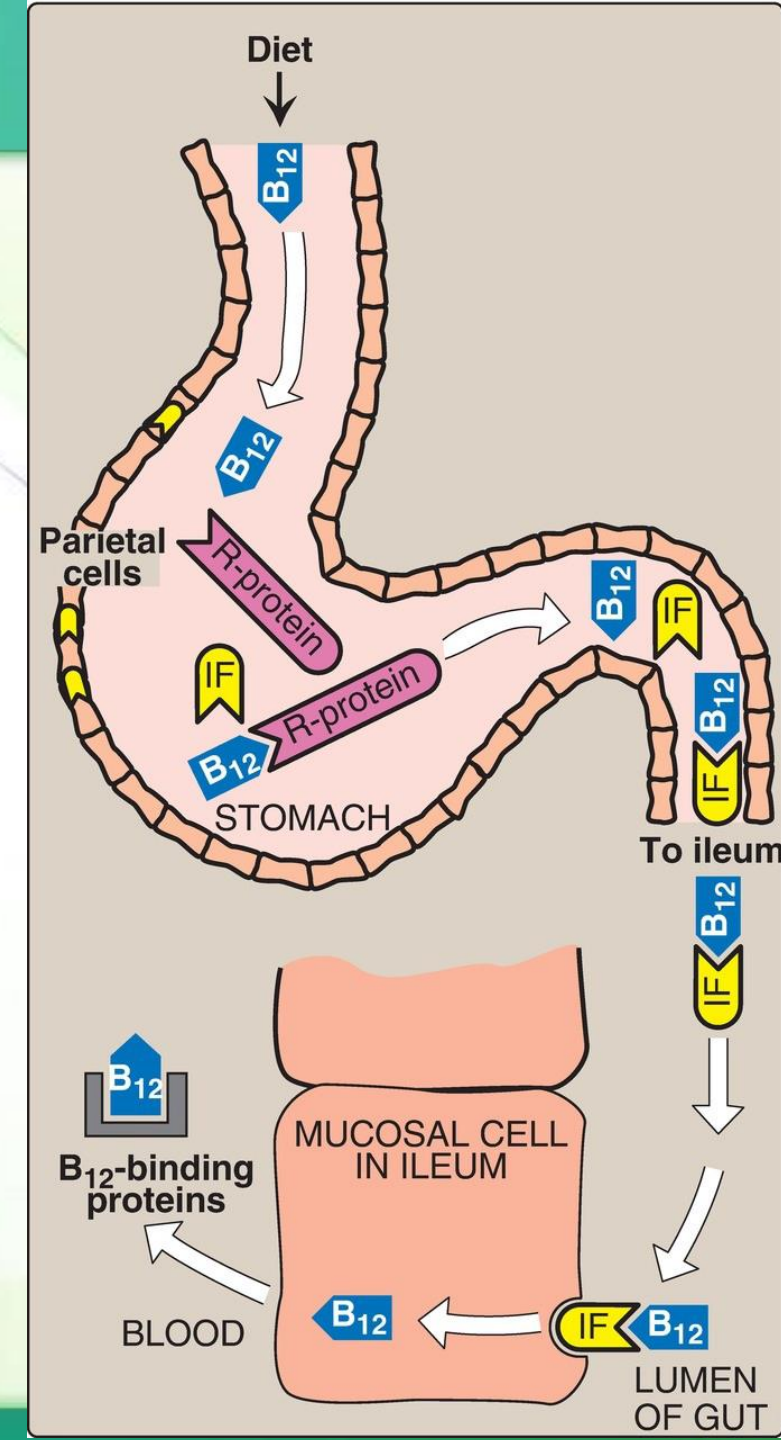 Diet
B12
B12
Parietal
cells
R-protein
IF
R-protein
B12
STOMACH
B12
IF
B12
IF
To ileum
B12
IF
MUCOSAL CELL
IN ILEUM
B12
B12-binding
proteins
BLOOD
B12
IF
B12
LUMEN
OF GUT